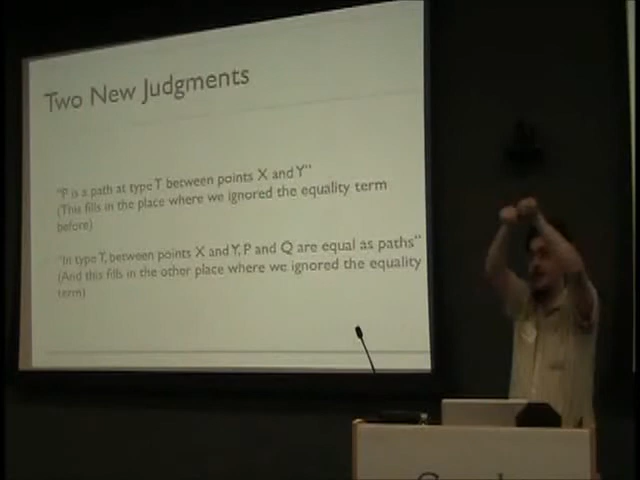 Two New Judgments
"P is a path at type T between points X and Y"
(This fills in the place where we ignored the equality term
before)
"In type T, between points X and Y, P and Q are equal as paths"
(And this fills in the other place where we ignored the equality
term)